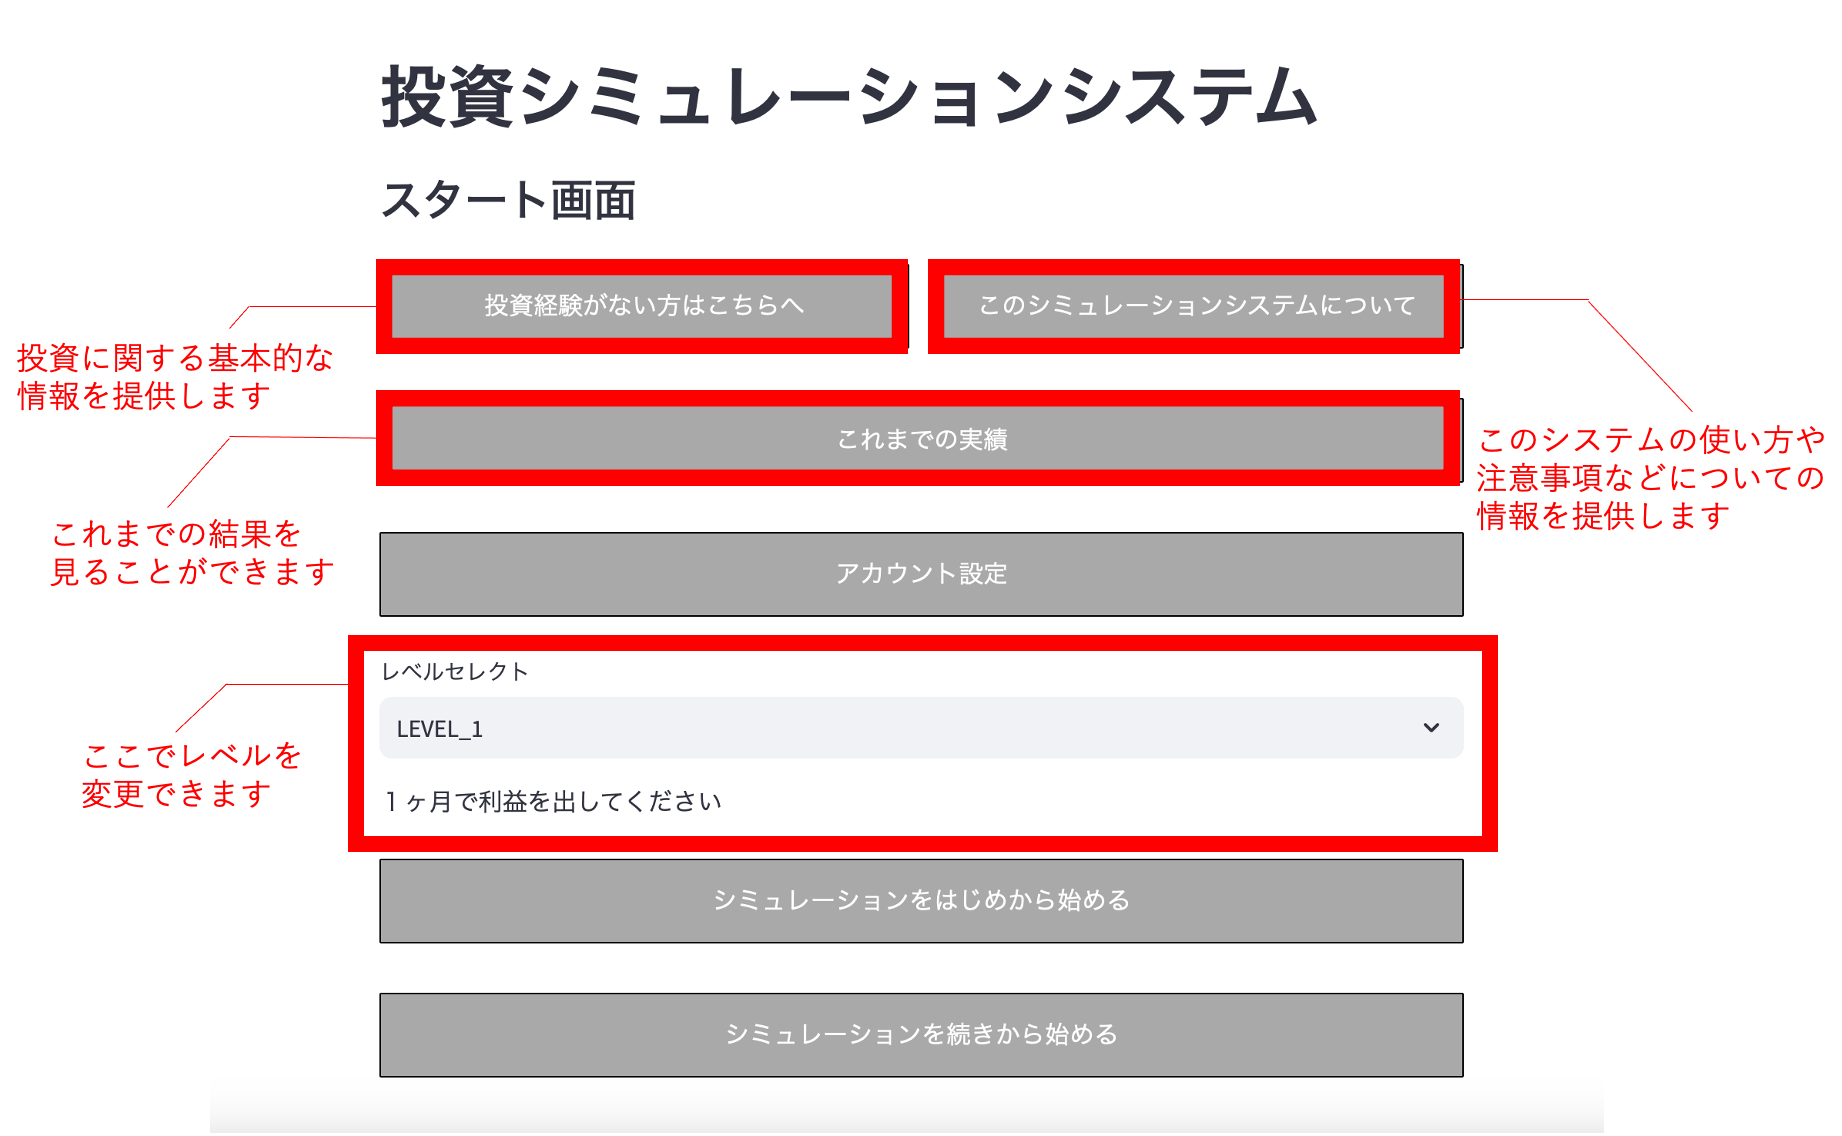 投資シミュレーションシステム
スタート画面
投資経験がない方はこちらへ
このシミュレーションシステムについて
投資に関する基本的な
情報を提供します
これまでの実績
このシステムの使い方や
注意事項などについての
情報を提供します
これまでの結果を
見ることができます
アカウント設定
レベルセレクト
LEVEL_1
ここでレベルを
変更できます
1 ヶ月で利益を出してください
シミュレーションをはじめから始める
シミュレーションを続きから始める